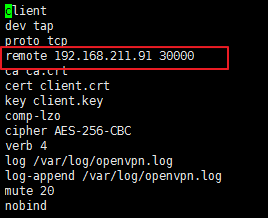 client
dev tap
proto tcp
remote 192.168.211.91 30000
ca ca.crt
cert client.crt
key client.key
comp-lzo
cipher AES-256-CBC
verb 4
log /var/log/openvpn.log
log-append /var/log/openvpn.log
mute 20
nobind